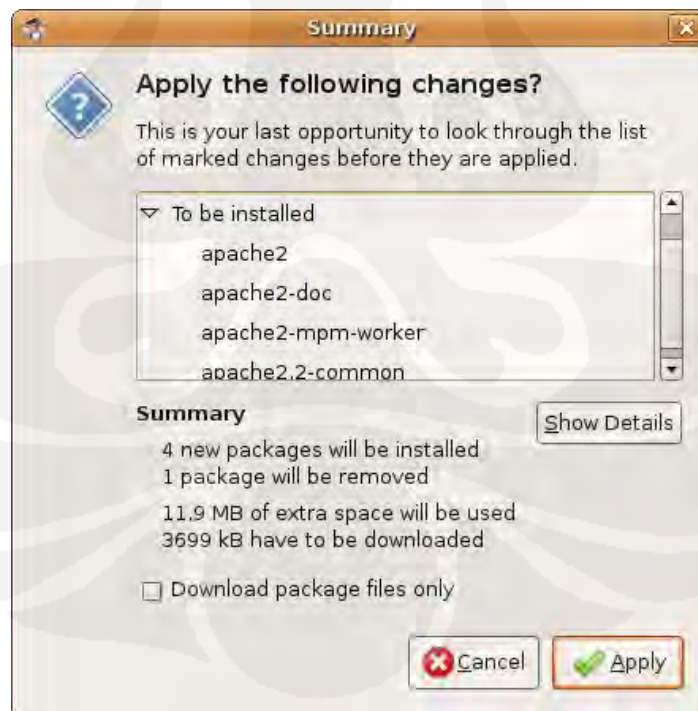 Summary
Apply the following changes?
This is your last opportunity to look through the list
of marked changes before they are applied.
To be installed
apache2
apache2-doc
apache2-mpm-worker
apache2.2-common
Summary
Show Details
4 new packages will be installed
1 package will be removed
11.9 MB of extra space will be used
3699 kB have to be downloaded
Download package files only
Cancel
Apply